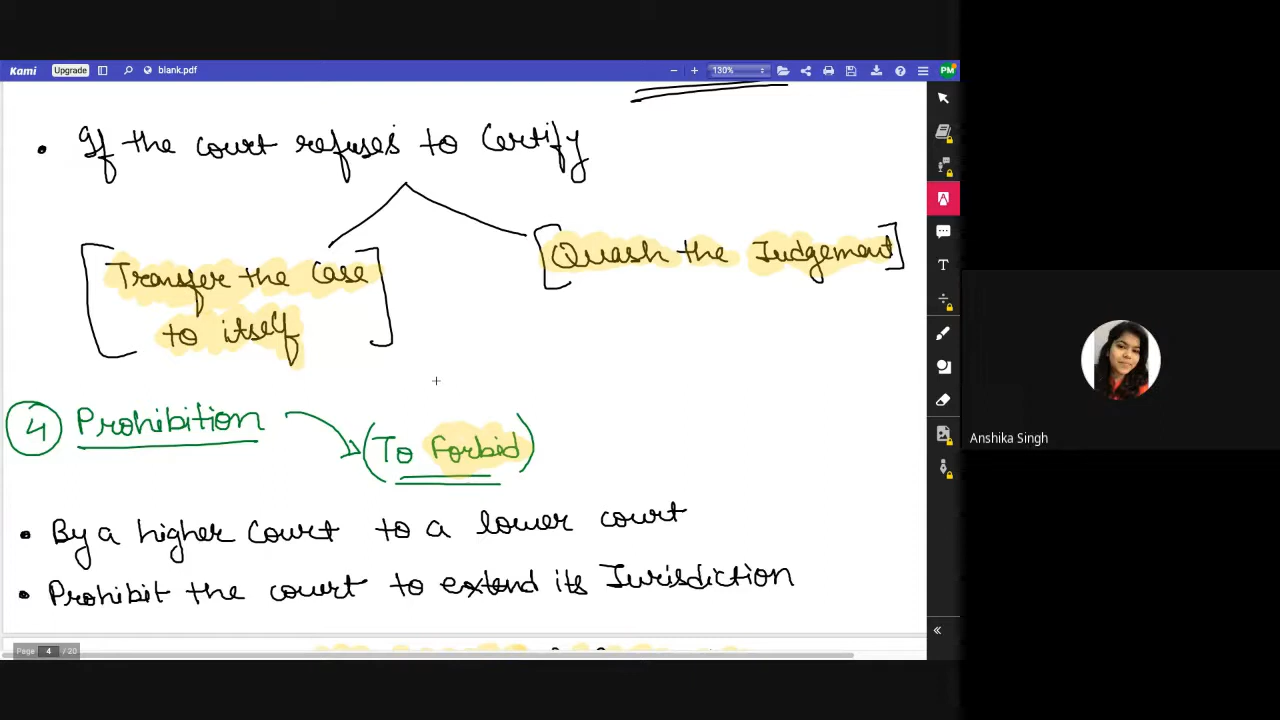 Kami
Upgrade
blank.pdf
130%
PM
• If the court refuses to Certify
Transfer the Case
to itself
Quash the Judgement
4 Prohibition
(To Forbid)
• By a higher Court to a lower court
• Prohibit the court to extend its Jurisdiction
Page 4 / 20
Anshika Singh